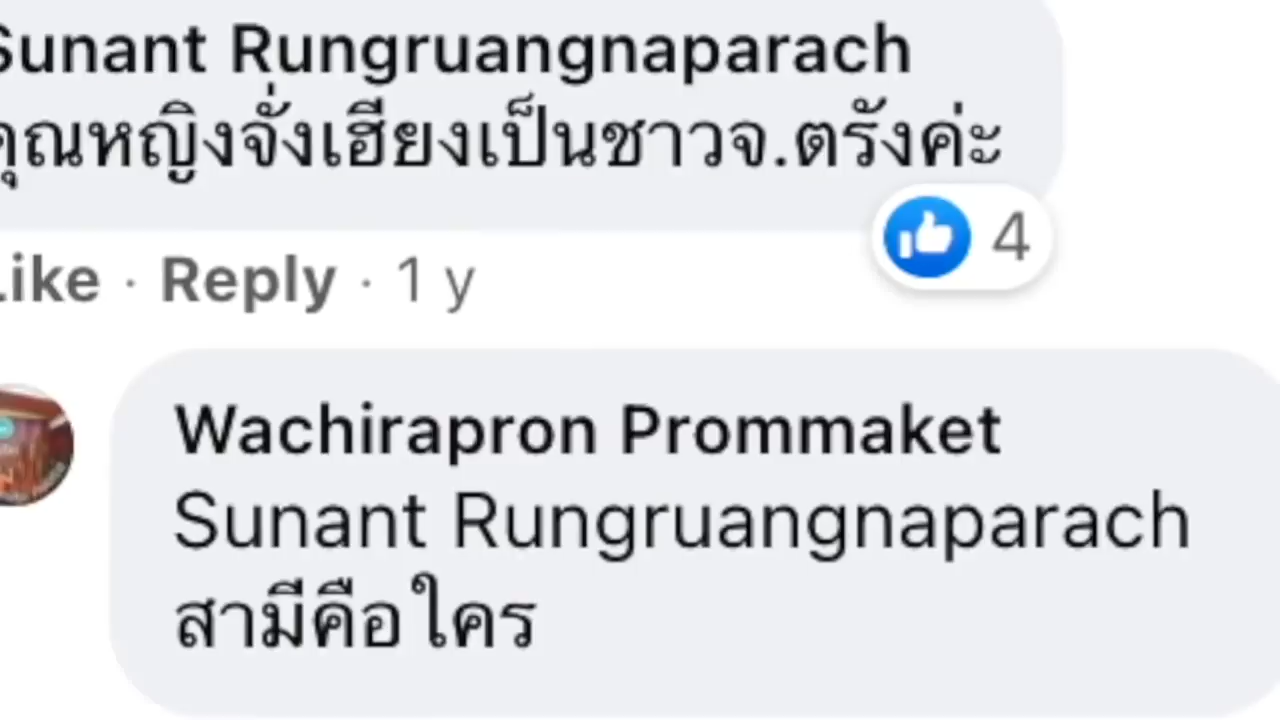 Sunant Rungruangnaparach
คุณหญิงจั่งเฮียงเป็นชาวจ.ตรังค่ะ
4
Like · Reply · 1 y
Wachirapron Prommaket
Sunant Rungruangnaparach
สามีคือใคร